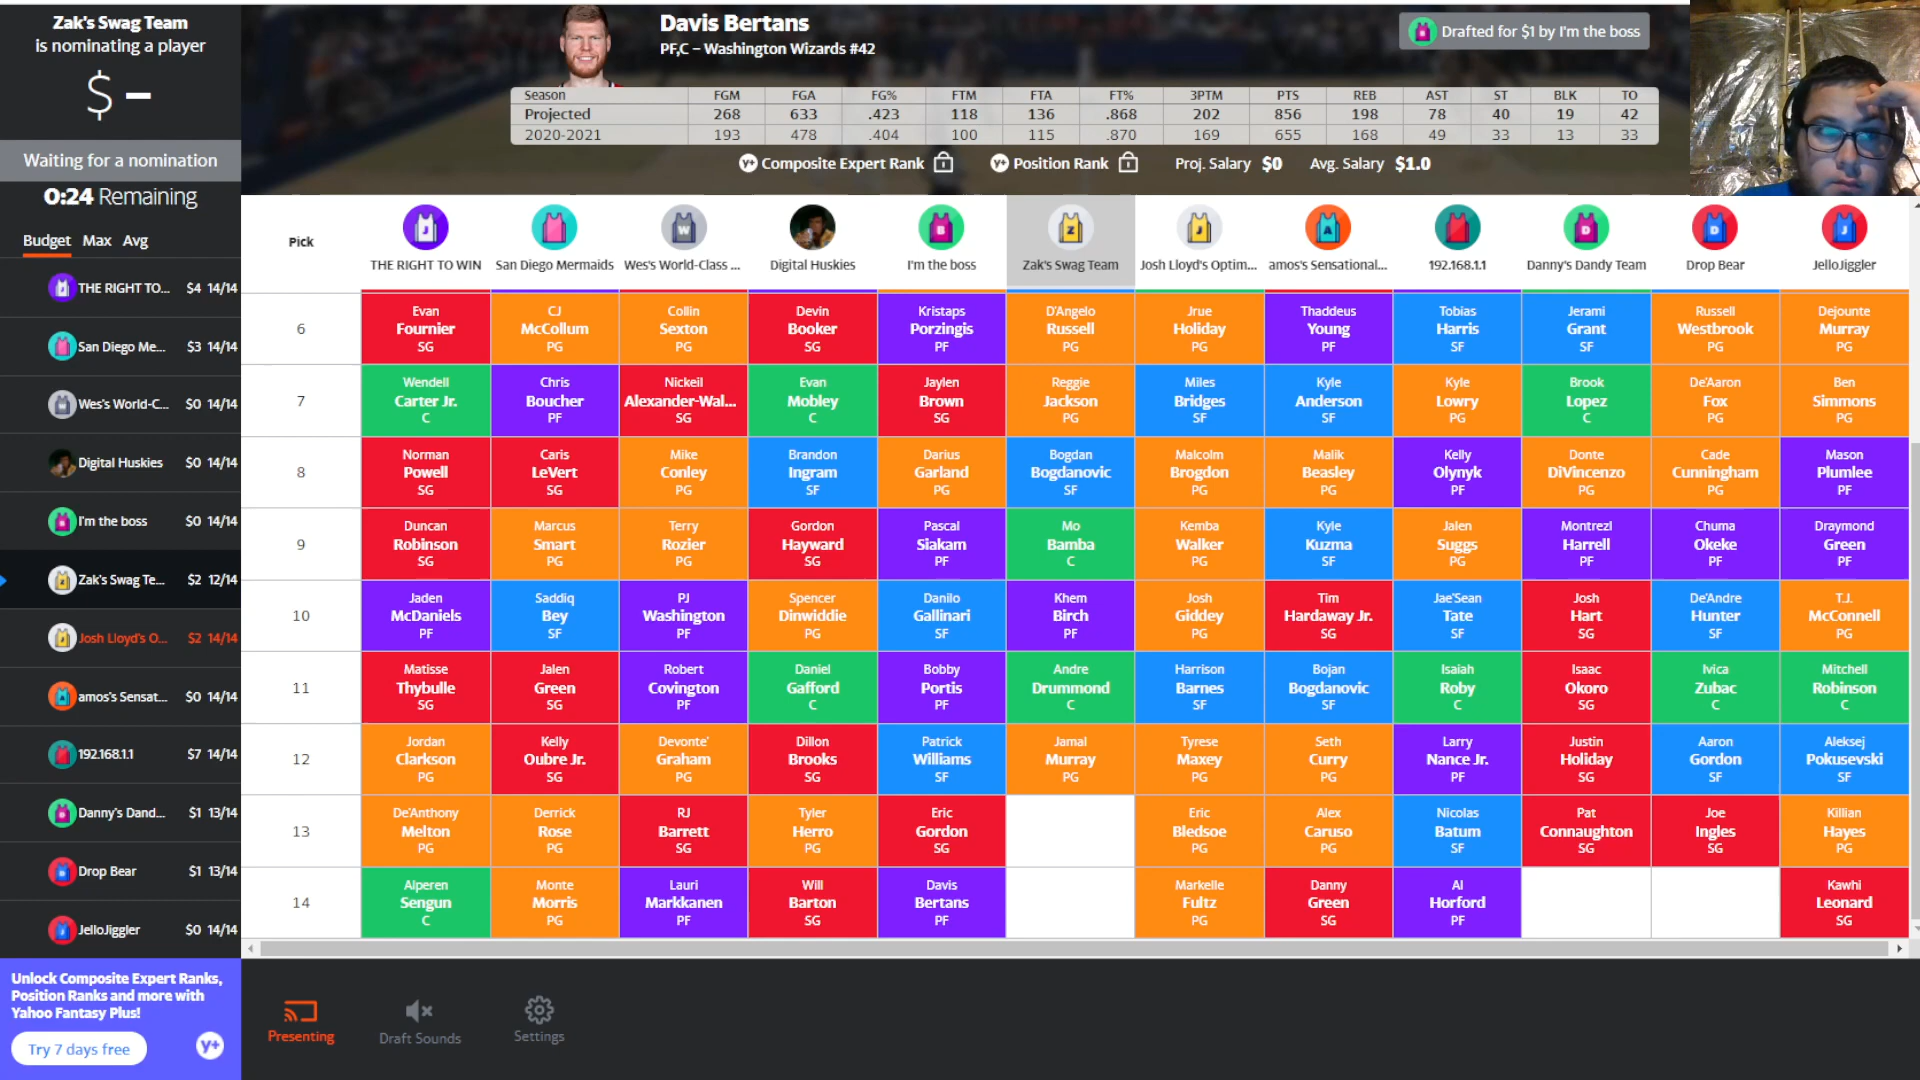 Zak's Swag Team
is nominating a player
$ –
Waiting for a nomination
0:24 Remaining
Budget Max Avg
THE RIGHT TO... $4 14/14
San Diego Me... $3 14/14
Wes's World-C... $0 14/14
Digital Huskies $0 14/14
I'm the boss $0 14/14
Zak's Swag Te... $2 12/14
Josh Lloyd's O... $2 14/14
amos's Sensat... $0 14/14
192.168.1.1 $7 14/14
Danny's Dand... $1 13/14
Drop Bear $1 13/14
JelloJiggler $0 14/14
Unlock Composite Expert Ranks,
Position Ranks and more with
Yahoo Fantasy Plus!
Try 7 days free
y+
Davis Bertans
PF,C – Washington Wizards #42
Drafted for $1 by I'm the boss
Season FGM FGA FG% FTM FTA FT% 3PTM PTS REB AST ST BLK TO
Projected 268 633 .423 118 136 .868 202 856 198 78 40 19 42
2020-2021 193 478 .404 100 115 .870 169 655 168 49 33 13 33
y+ Composite Expert Rank y+ Position Rank Proj. Salary $0 Avg. Salary $1.0
J W B Z J A D D J
Pick THE RIGHT TO WIN San Diego Mermaids Wes's World-Class ... Digital Huskies I'm the boss Zak's Swag Team Josh Lloyd's Optim... amos's Sensational... 192.168.1.1 Danny's Dandy Team Drop Bear JelloJiggler
Evan CJ Collin Devin Kristaps D'Angelo Jrue Thaddeus Tobias Jerami Russell Dejounte
6 Fournier McCollum Sexton Booker Porzingis Russell Holiday Young Harris Grant Westbrook Murray
SG PG PG SG PF PG PG PF SF SF PG PG
Wendell Chris Nickeil Evan Jaylen Reggie Miles Kyle Kyle Brook De'Aaron Ben
7 Carter Jr. Boucher Alexander-Wal... Mobley Brown Jackson Bridges Anderson Lowry Lopez Fox Simmons
C PF SG C SG PG SF SF PG C PG PG
Norman Caris Mike Brandon Darius Bogdan Malcolm Malik Kelly Donte Cade Mason
8 Powell LeVert Conley Ingram Garland Bogdanovic Brogdon Beasley Olynyk DiVincenzo Cunningham Plumlee
SG SG PG SF PG SF PG PG PF PG PG PF
Duncan Marcus Terry Gordon Pascal Mo Kemba Kyle Jalen Montrezl Chuma Draymond
9 Robinson Smart Rozier Hayward Siakam Bamba Walker Kuzma Suggs Harrell Okeke Green
SG PG PG SG PF C PG SF PG PF PF PF
Jaden Saddiq PJ Spencer Danilo Khem Josh Tim Jae'Sean Josh De'Andre T.J.
10 McDaniels Bey Washington Dinwiddie Gallinari Birch Giddey Hardaway Jr. Tate Hart Hunter McConnell
PF SF PF PG SF PF PG SG SF SG SF PG
Matisse Jalen Robert Daniel Bobby Andre Harrison Bojan Isaiah Isaac Ivica Mitchell
11 Thybulle Green Covington Gafford Portis Drummond Barnes Bogdanovic Roby Okoro Zubac Robinson
SG SG PF C PF C SF SF C SG C C
Jordan Kelly Devonte' Dillon Patrick Jamal Tyrese Seth Larry Justin Aaron Aleksej
12 Clarkson Oubre Jr. Graham Brooks Williams Murray Maxey Curry Nance Jr. Holiday Gordon Pokusevski
PG SG PG SG SF PG PG PG PF SG SF SF
De'Anthony Derrick RJ Tyler Eric Eric Alex Nicolas Pat Joe Killian
13 Melton Rose Barrett Herro Gordon Bledsoe Caruso Batum Connaughton Ingles Hayes
PG PG SG PG SG PG PG SF SG SG PG
Alperen Monte Lauri Will Davis Markelle Danny Al Kawhi
14 Sengun Morris Markkanen Barton Bertans Fultz Green Horford Leonard
C PG PF SG PF PG SG PF SG
Presenting Draft Sounds Settings